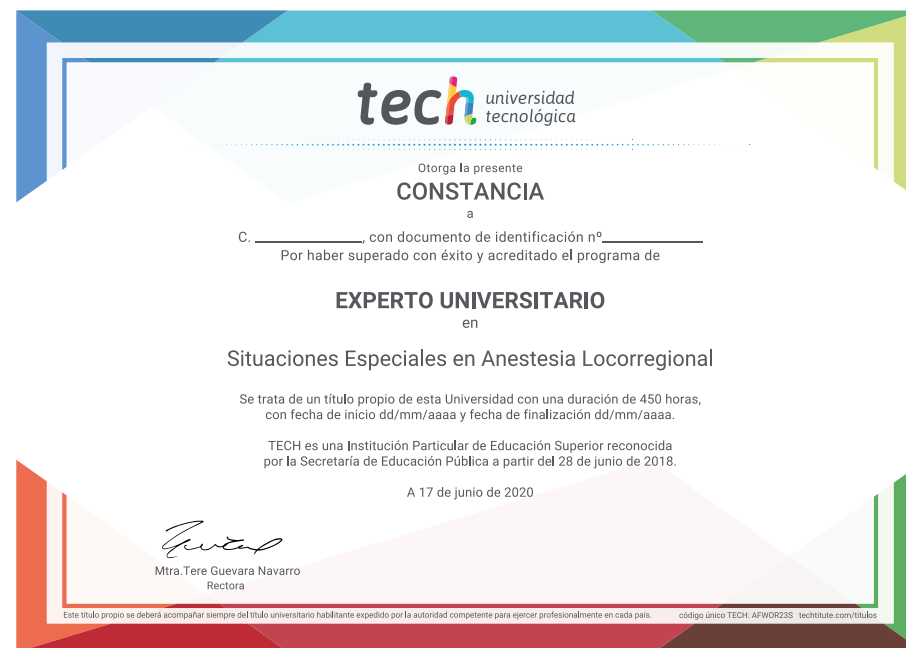 tech universidad
tecnológica
Otorga la presente
CONSTANCIA
a
C. ______________, con documento de identificación nº______________
Por haber superado con éxito y acreditado el programa de
EXPERTO UNIVERSITARIO
en
Situaciones Especiales en Anestesia Locorregional
Se trata de un título propio de esta Universidad con una duración de 450 horas,
con fecha de inicio dd/mm/aaaa y fecha de finalización dd/mm/aaaa.
TECH es una Institución Particular de Educación Superior reconocida
por la Secretaría de Educación Pública a partir del 28 de junio de 2018.
A 17 de junio de 2020
Mtra.Tere Guevara Navarro
Rectora
Este título propio se deberá acompañar siempre del título universitario habilitante expedido por la autoridad competente para ejercer profesionalmente en cada país. código único TECH: AFWOR23S techtitute.com/titulos